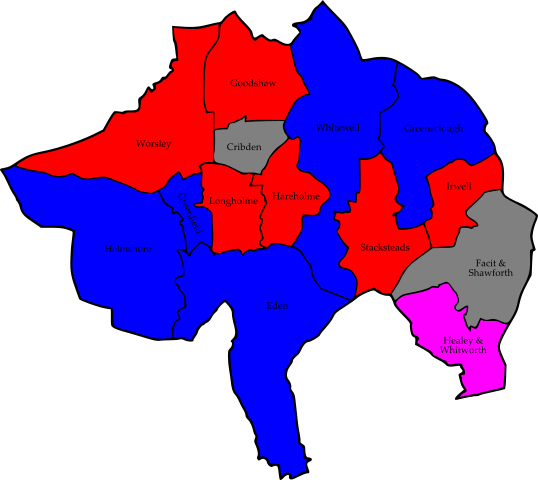 Goodshaw
Whitewell
Greensclough
Worsley
Cribden
Irwell
Longholme
Hareholme
Greenfield
Helmshore
Stacksteads
Facit &
Shawforth
Eden
Healey &
Whitworth